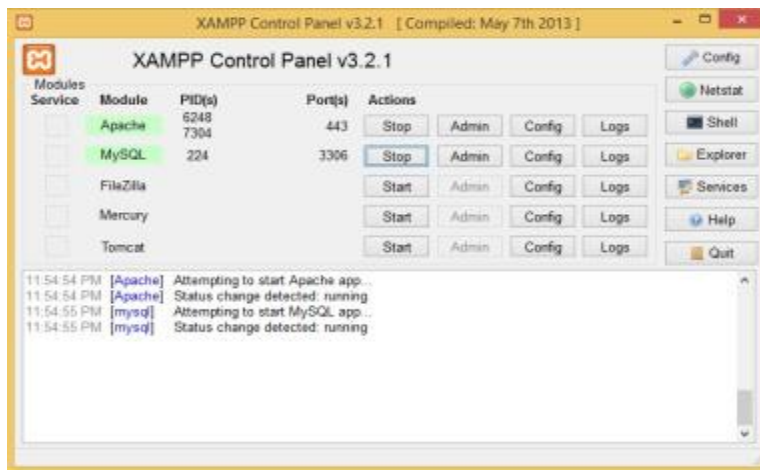 XAMPP Control Panel v3.2.1 [ Compiled: May 7th 2013 ]
XAMPP Control Panel v3.2.1
Config
Modules
Service Module PID(s) Port(s) Actions
Netstat
Apache 6248 7304 443 Stop Admin Config Logs
Shell
MySQL 224 3306 Stop Admin Config Logs
Explorer
FileZilla Start Admin Config Logs
Services
Mercury Start Admin Config Logs
Help
Tomcat Start Admin Config Logs
Quit
11:54:54 PM [Apache] Attempting to start Apache app...
11:54:54 PM [Apache] Status change detected: running
11:54:55 PM [mysql] Attempting to start MySQL app...
11:54:55 PM [mysql] Status change detected: running